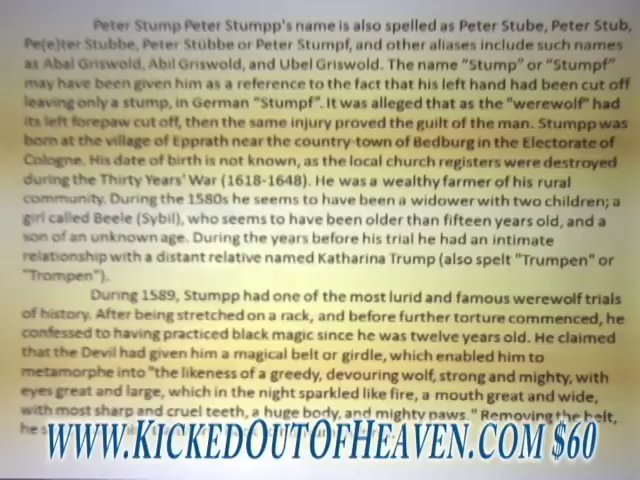 Peter Stump Peter Stumpp's name is also spelled as Peter Stube, Peter Stub,
Pe(e)ter Stubbe, Peter Stübbe or Peter Stumpf, and other aliases include such names
as Abal Griswold, Abil Griswold, and Ubel Griswold. The name "Stump" or "Stumpf"
may have been given him as a reference to the fact that his left hand had been cut off
leaving only a stump, in German "Stumpf". It was alleged that as the "werewolf" had
its left forepaw cut off, then the same injury proved the guilt of the man. Stumpp was
born at the village of Epprath near the country-town of Bedburg in the Electorate of
Cologne. His date of birth is not known, as the local church registers were destroyed
during the Thirty Years' War (1618-1648). He was a wealthy farmer of his rural
community. During the 1580s he seems to have been a widower with two children; a
girl called Beele (Sybil), who seems to have been older than fifteen years old, and a
son of an unknown age. During the years before his trial he had an intimate
relationship with a distant relative named Katharina Trump (also spelt "Trumpen" or
"Trompen").
During 1589, Stumpp had one of the most lurid and famous werewolf trials
of history. After being stretched on a rack, and before further torture commenced, he
confessed to having practiced black magic since he was twelve years old. He claimed
that the Devil had given him a magical belt or girdle, which enabled him to
metamorphe into "the likeness of a greedy, devouring wolf, strong and mighty, with
eyes great and large, which in the night sparkled like fire, a mouth great and wide,
with most sharp and cruel teeth, a huge body, and mighty paws." Removing the belt,
he
WWW.KICKEDOUTOFHEAVEN.COM $60